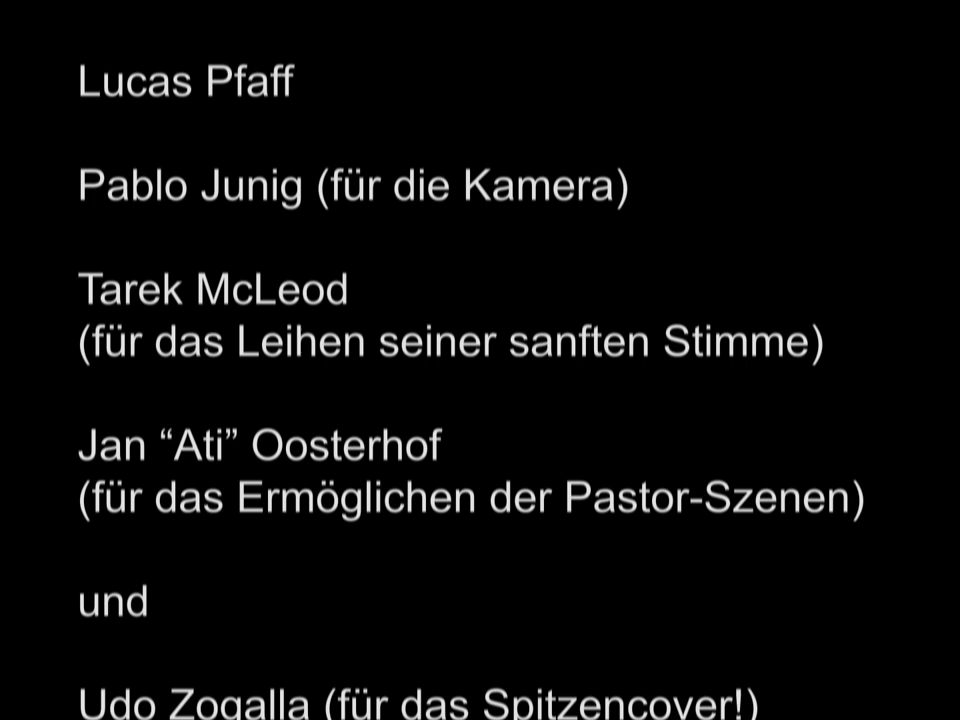 Lucas Pfaff
Pablo Junig (für die Kamera)
Tarek McLeod
(für das Leihen seiner sanften Stimme)
Jan “Ati” Oosterhof
(für das Ermöglichen der Pastor-Szenen)
und
Udo Zogalla (für das Spitzencover!)